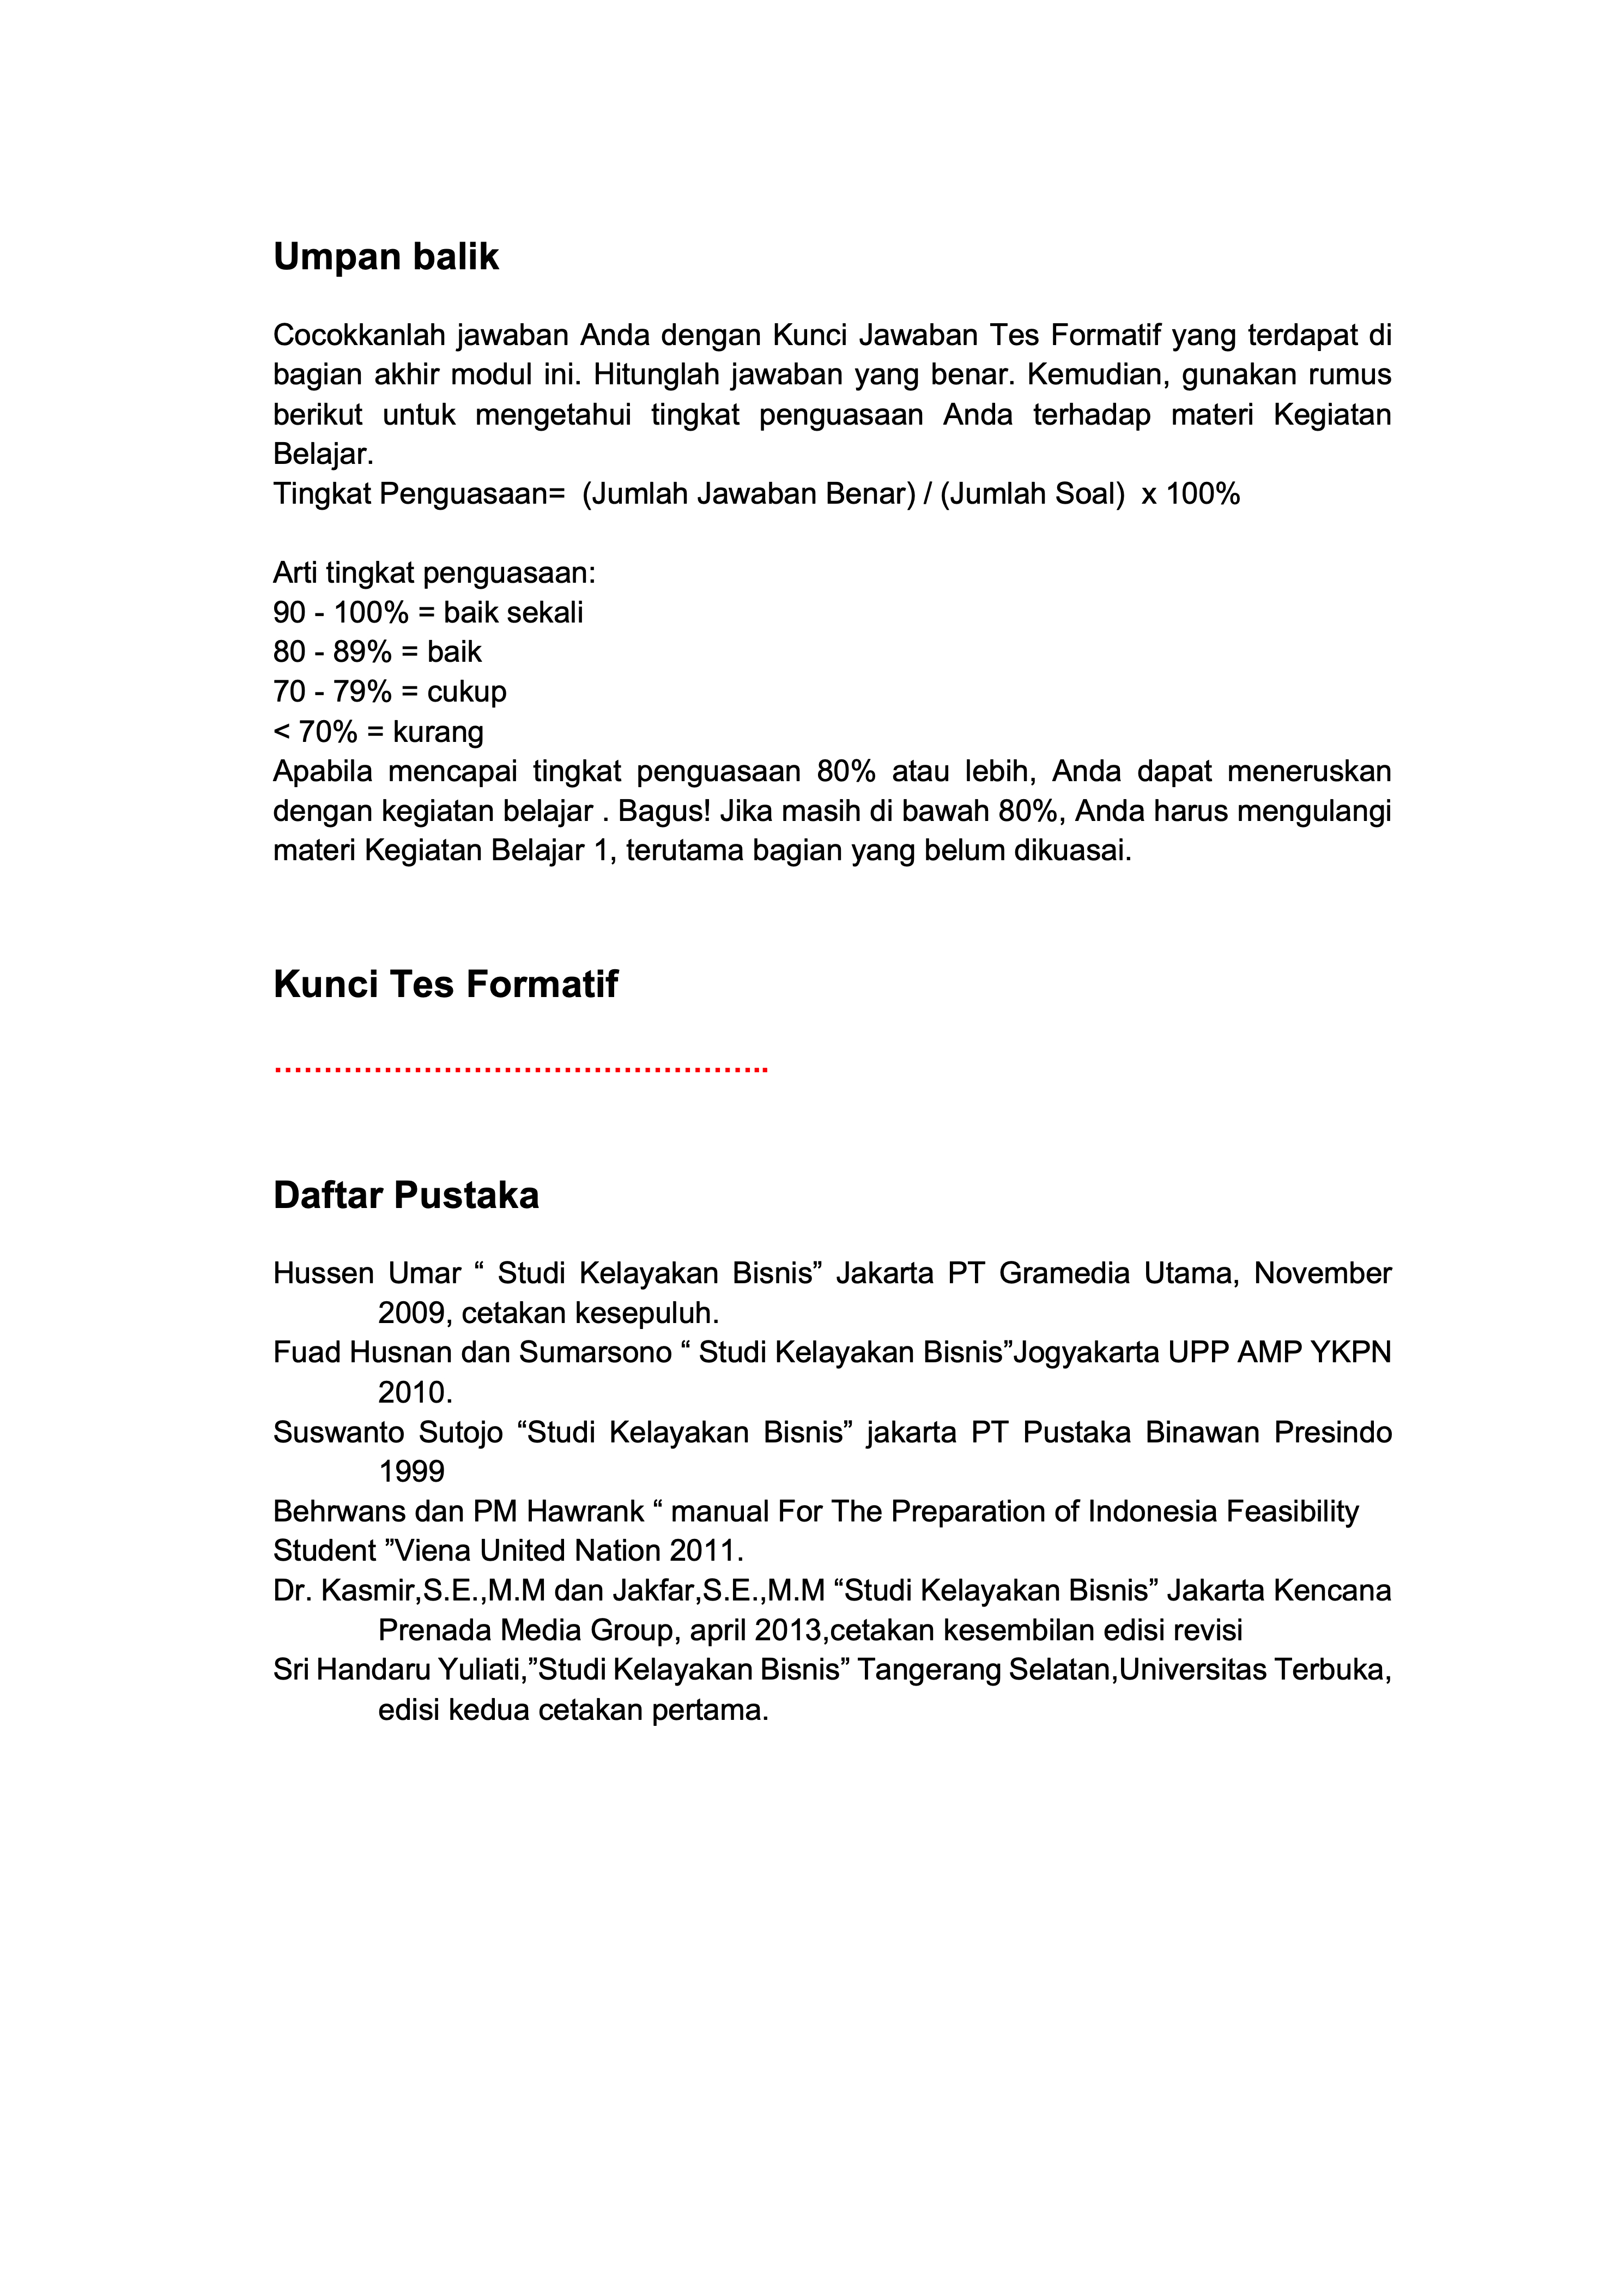 Umpan balik
Cocokkanlah jawaban Anda dengan Kunci Jawaban Tes Formatif yang terdapat di
bagian akhir modul ini. Hitunglah jawaban yang benar. Kemudian, gunakan rumus
berikut untuk mengetahui tingkat penguasaan Anda terhadap materi Kegiatan
Belajar.
Tingkat Penguasaan=  (Jumlah Jawaban Benar) / (Jumlah Soal)  x 100%
Arti tingkat penguasaan:
90 - 100% = baik sekali
80 - 89% = baik
70 - 79% = cukup
< 70% = kurang
Apabila mencapai tingkat penguasaan 80% atau lebih, Anda dapat meneruskan
dengan kegiatan belajar . Bagus! Jika masih di bawah 80%, Anda harus mengulangi
materi Kegiatan Belajar 1, terutama bagian yang belum dikuasai.
Kunci Tes Formatif
………………………………………………..
Daftar Pustaka
Hussen Umar “ Studi Kelayakan Bisnis” Jakarta PT Gramedia Utama, November
2009, cetakan kesepuluh.
Fuad Husnan dan Sumarsono “ Studi Kelayakan Bisnis”Jogyakarta UPP AMP YKPN
2010.
Suswanto Sutojo “Studi Kelayakan Bisnis” jakarta PT Pustaka Binawan Presindo
1999
Behrwans dan PM Hawrank “ manual For The Preparation of Indonesia Feasibility
Student ”Viena United Nation 2011.
Dr. Kasmir,S.E.,M.M dan Jakfar,S.E.,M.M “Studi Kelayakan Bisnis” Jakarta Kencana
Prenada Media Group, april 2013,cetakan kesembilan edisi revisi
Sri Handaru Yuliati,”Studi Kelayakan Bisnis” Tangerang Selatan,Universitas Terbuka,
edisi kedua cetakan pertama.